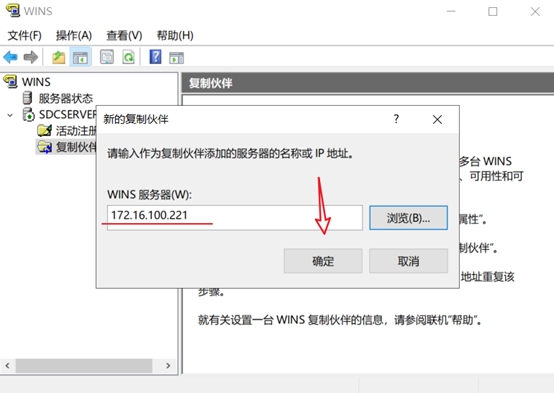 WINS
文件(F) 操作(A) 查看(V) 帮助(H)
WINS
服务器状态
SDCSERVER
活动注册
复制伙伴
复制伙伴
新的复制伙伴
请输入作为复制伙伴添加的服务器的名称或 IP 地址。
WINS 服务器(W):
172.16.100.221
浏览(B)...
确定
取消
多台 WINS
、可用性和可
属性”。
制伙伴”。
地址重复该
步骤。
就有关设置一台 WINS 复制伙伴的信息，请参阅联机“帮助”。